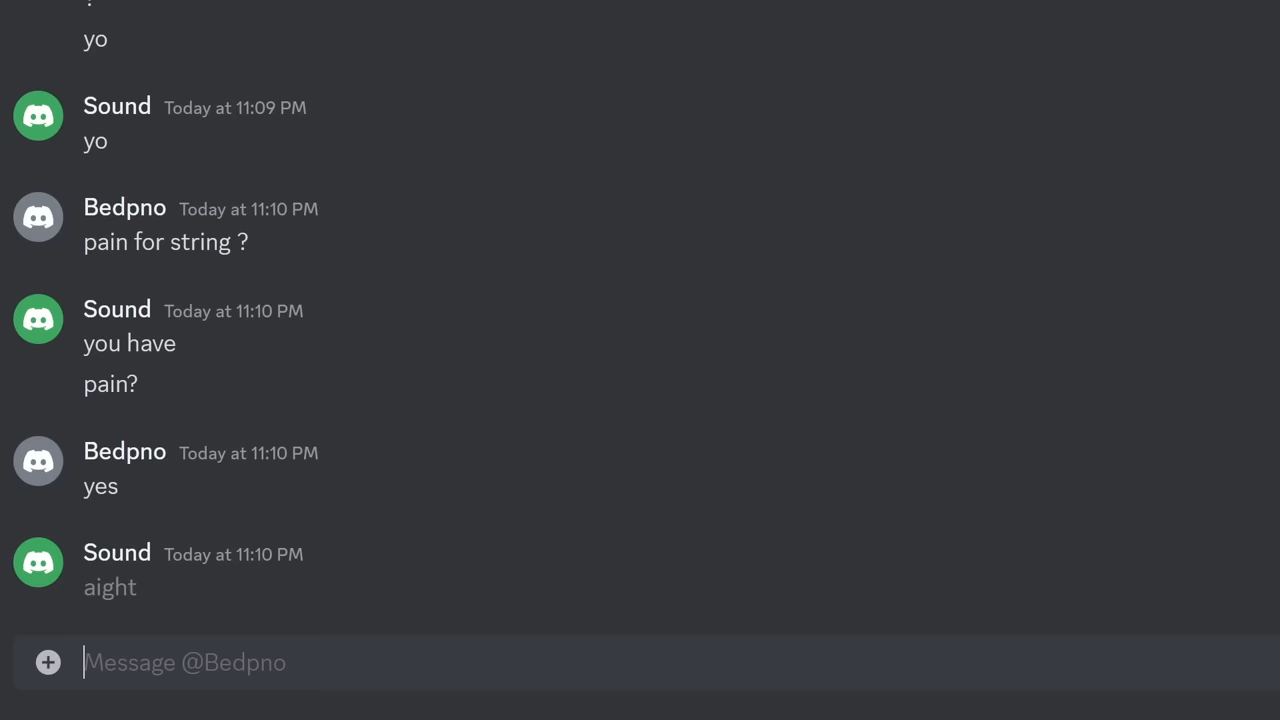 ?
yo
Sound Today at 11:09 PM
yo
Bedpno Today at 11:10 PM
pain for string ?
Sound Today at 11:10 PM
you have
pain?
Bedpno Today at 11:10 PM
yes
Sound Today at 11:10 PM
aight
Message @Bedpno